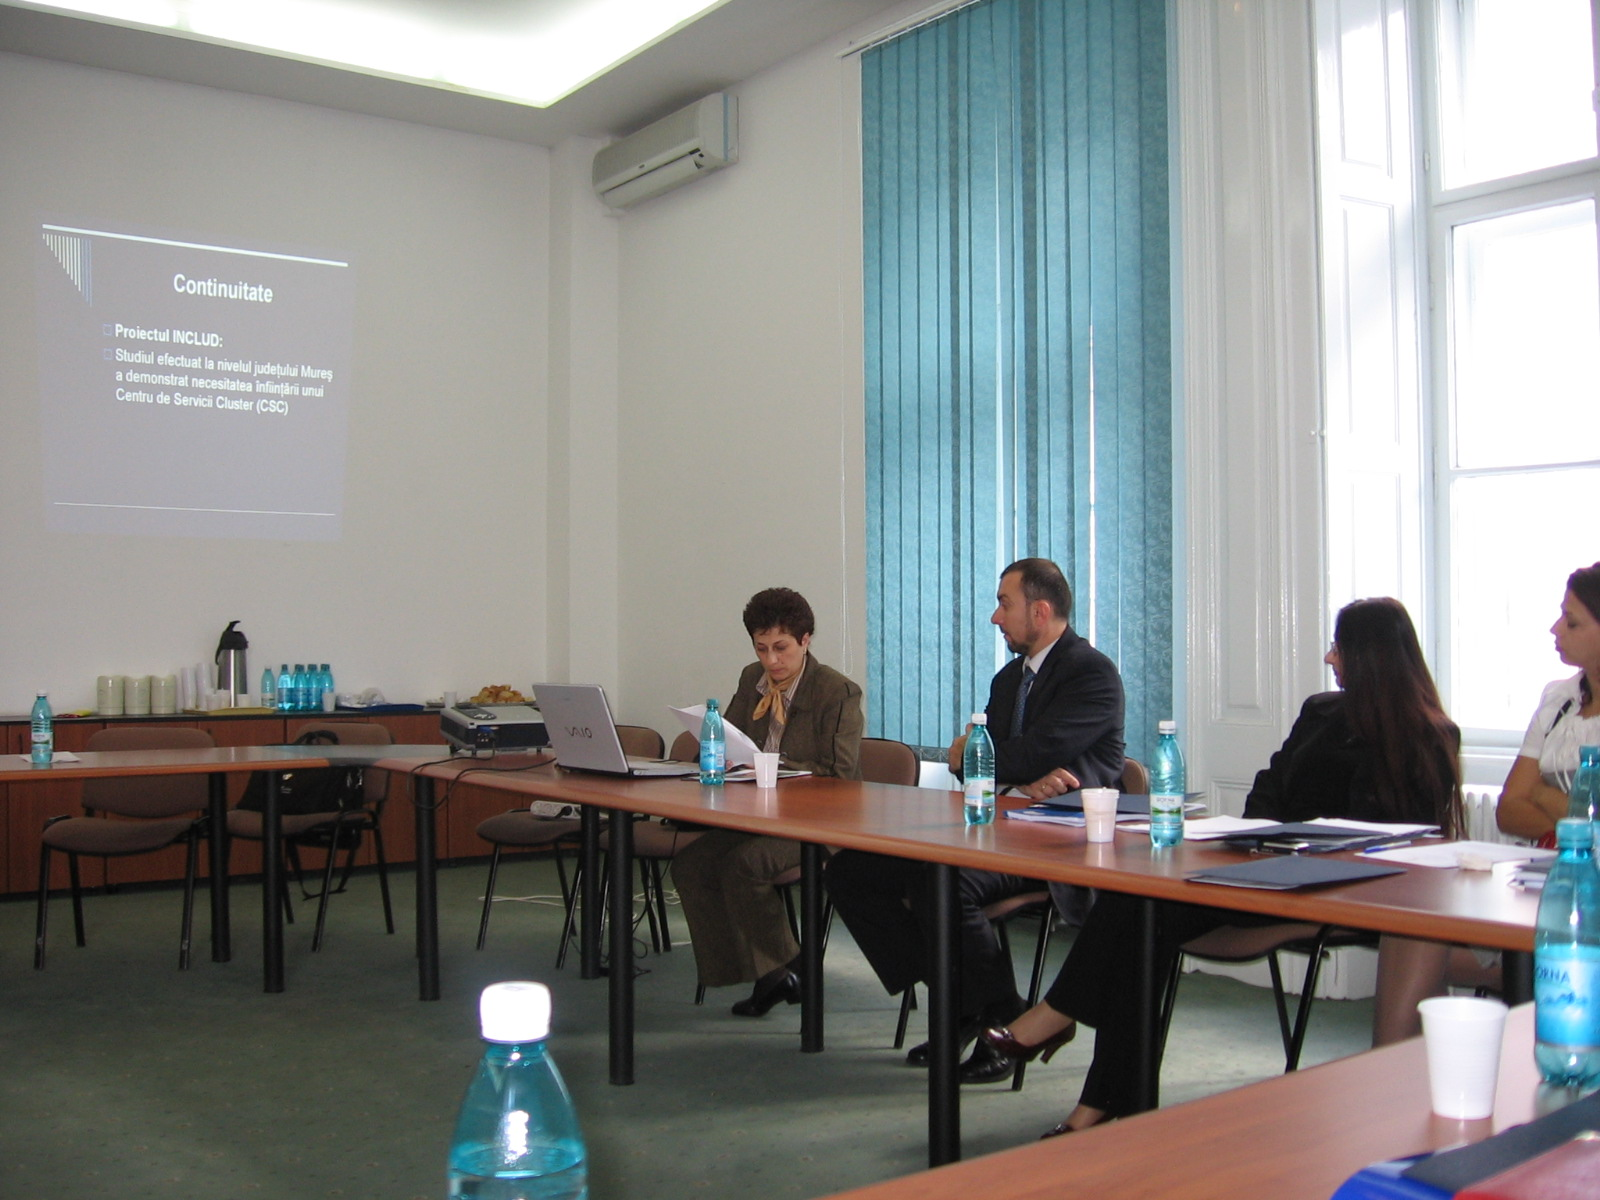 Continuitate
Proiectul INCLUD:
Studiul efectuat la nivelul județului Mureș
a demonstrat necesitatea înființării unui
Centru de Servicii Cluster (CSC)
VAIO
DORNA